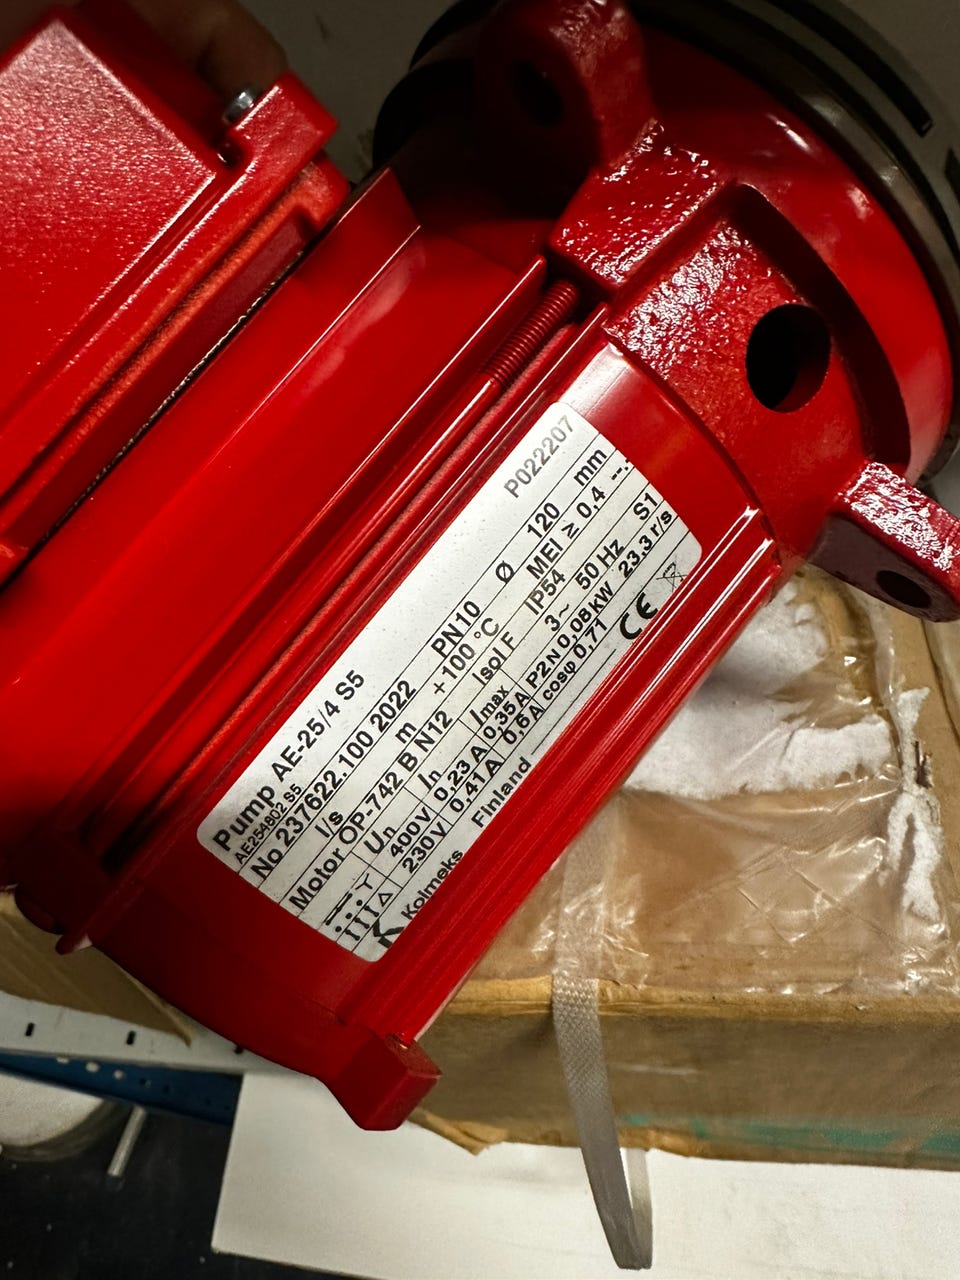 P022207
Pump AE-25/4 S5
AE254802 S5
No 237622.100 2022 PN10 Ø 120 mm
l/s m +100°C MEI ≥ 0,4 --.
Motor OP-742 B N12 Isol F IP54 S1
Un In Imax 3~ 50 Hz
400V 0,23 A 0,35 A P2N 0,08 kW 23,3 r/s
230V 0,41 A 0,6 A cosφ 0,71
Kolmeks Finland CE